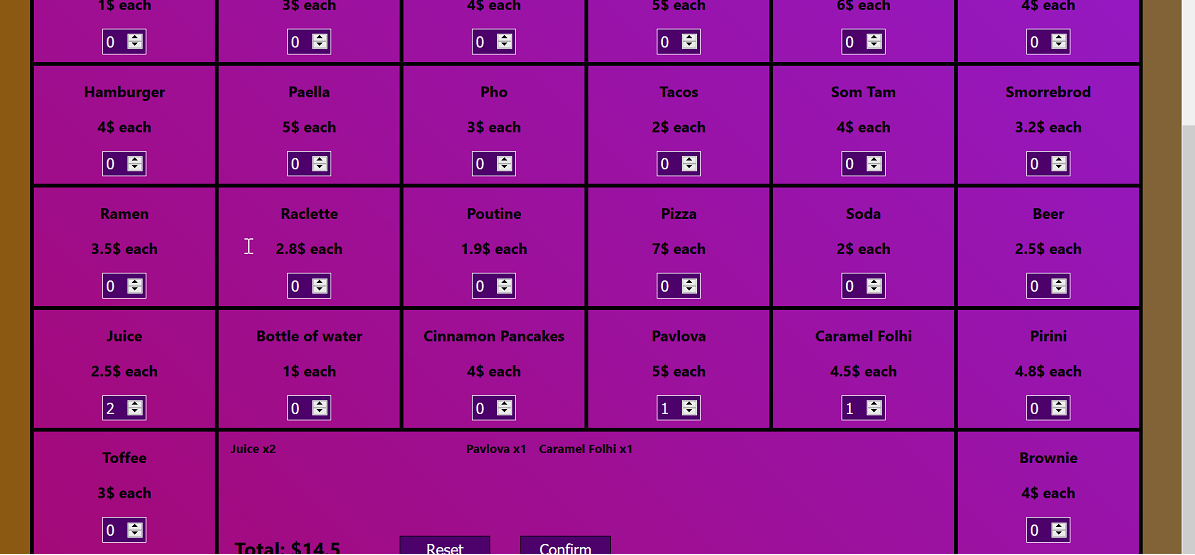 1$ each 3$ each 4$ each 5$ each 6$ each 4$ each
0 0 0 0 0 0
Hamburger Paella Pho Tacos Som Tam Smorrebrod
4$ each 5$ each 3$ each 2$ each 4$ each 3.2$ each
0 0 0 0 0 0
Ramen Raclette Poutine Pizza Soda Beer
3.5$ each 2.8$ each 1.9$ each 7$ each 2$ each 2.5$ each
0 0 0 0 0 0
Juice Bottle of water Cinnamon Pancakes Pavlova Caramel Folhi Pirini
2.5$ each 1$ each 4$ each 5$ each 4.5$ each 4.8$ each
2 0 0 1 1 0
Juice x2 Pavlova x1 Caramel Folhi x1
Toffee Brownie
3$ each 4$ each
0 0
Total: $14.5 Reset Confirm